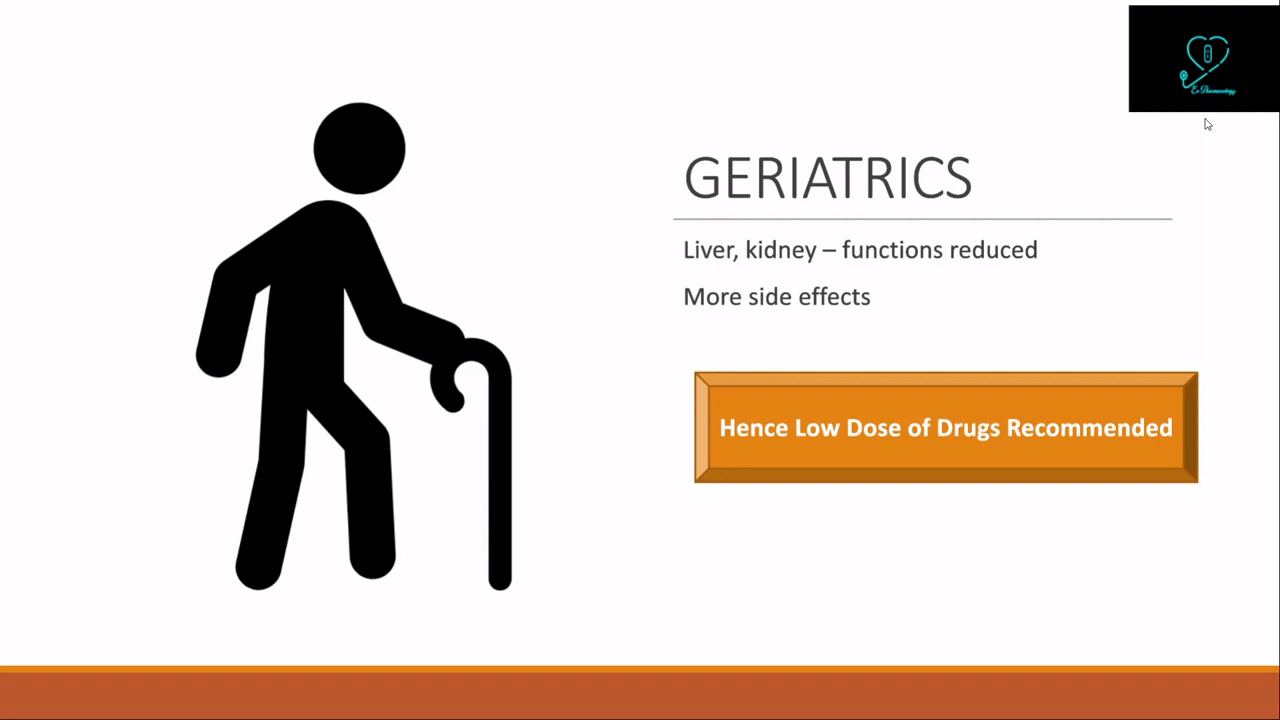 GERIATRICS
Liver, kidney – functions reduced
More side effects
Hence Low Dose of Drugs Recommended